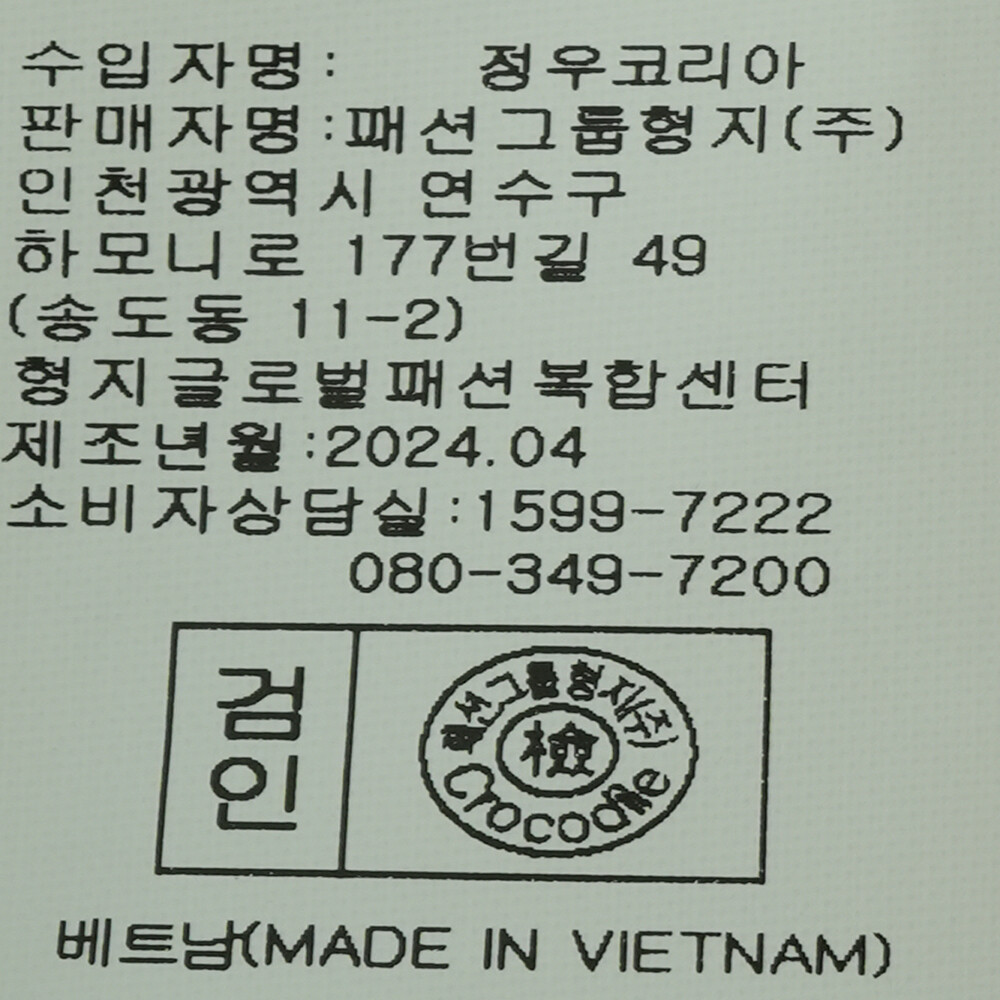 수입자명: 정우코리아
판매자명:패션그룹형지(주)
인천광역시 연수구
하모니로 177번길 49
(송도동 11-2)
형지글로벌패션복합센터
제조년월:2024.04
소비자상담실:1599-7222
080-349-7200
검인
패션그룹형지(주)
檢
Crocodile
베트남(MADE IN VIETNAM)